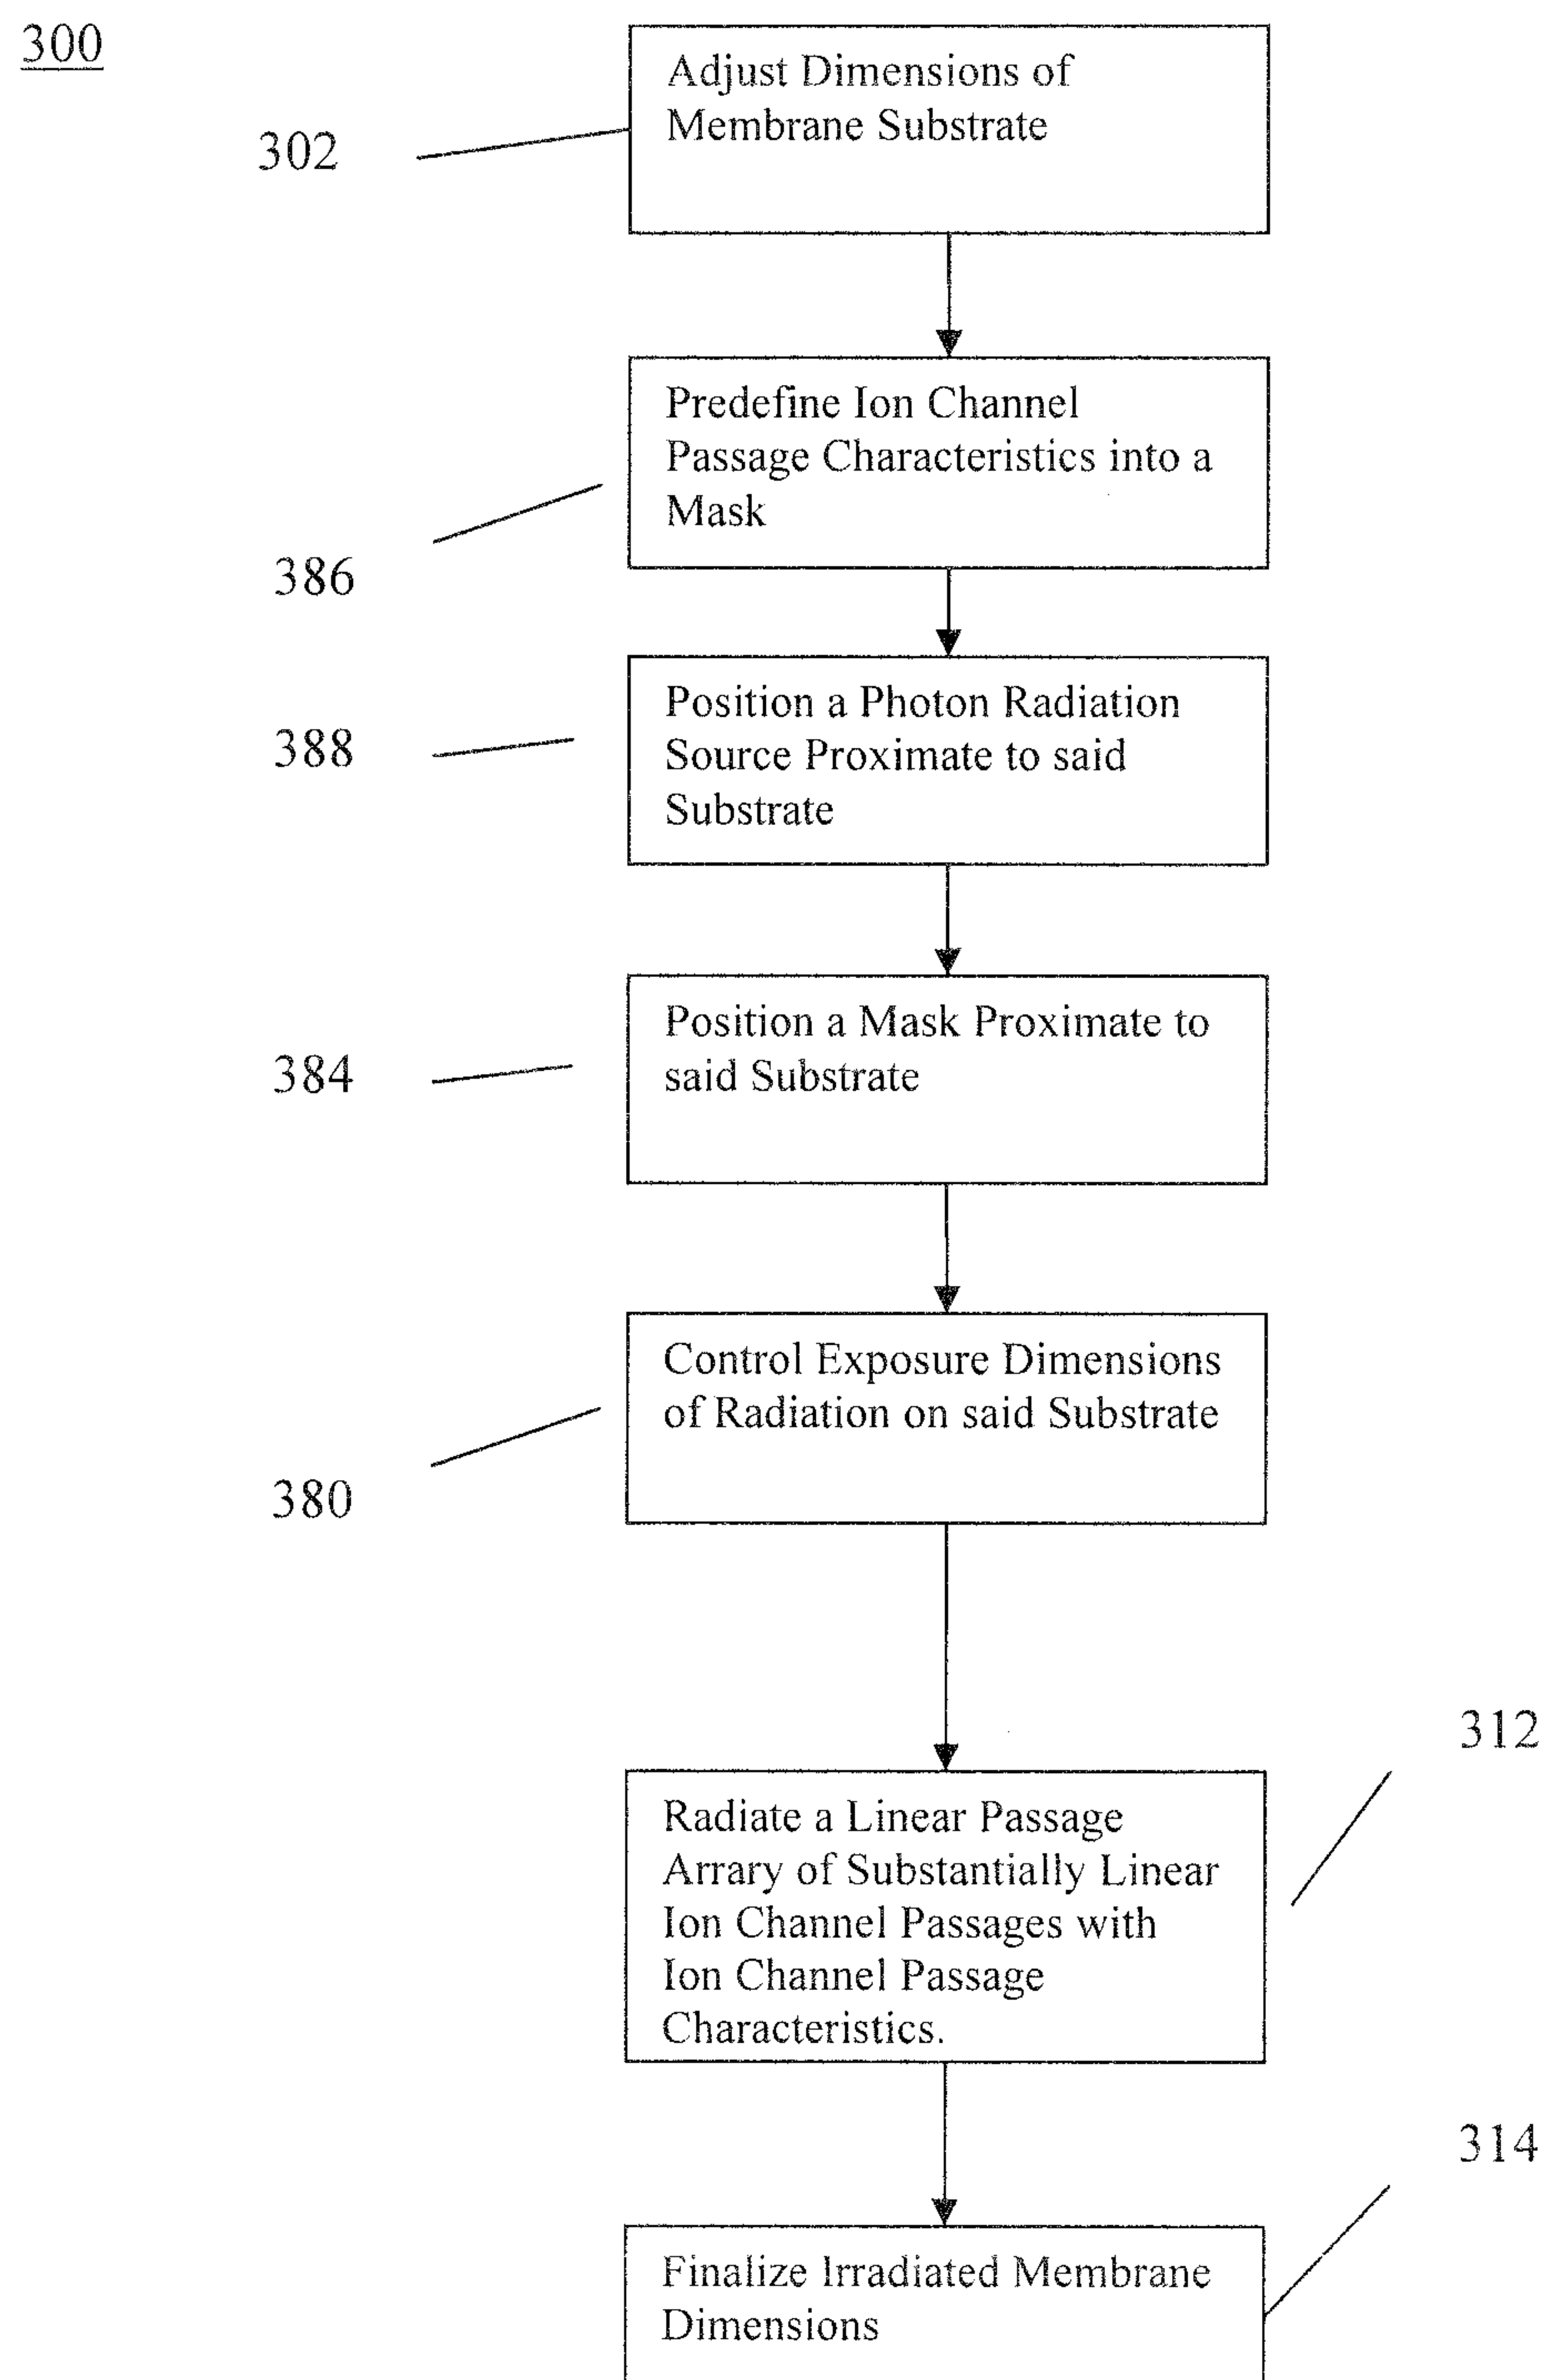 300
Adjust Dimensions of
Membrane Substrate
302
Predefine Ion Channel
Passage Characteristics into a
Mask
386
Position a Photon Radiation
Source Proximate to said
Substrate
388
Position a Mask Proximate to
said Substrate
384
Control Exposure Dimensions
of Radiation on said Substrate
380
312
Radiate a Linear Passage
Arrary of Substantially Linear
Ion Channel Passages with
Ion Channel Passage
Characteristics.
314
Finalize Irradiated Membrane
Dimensions